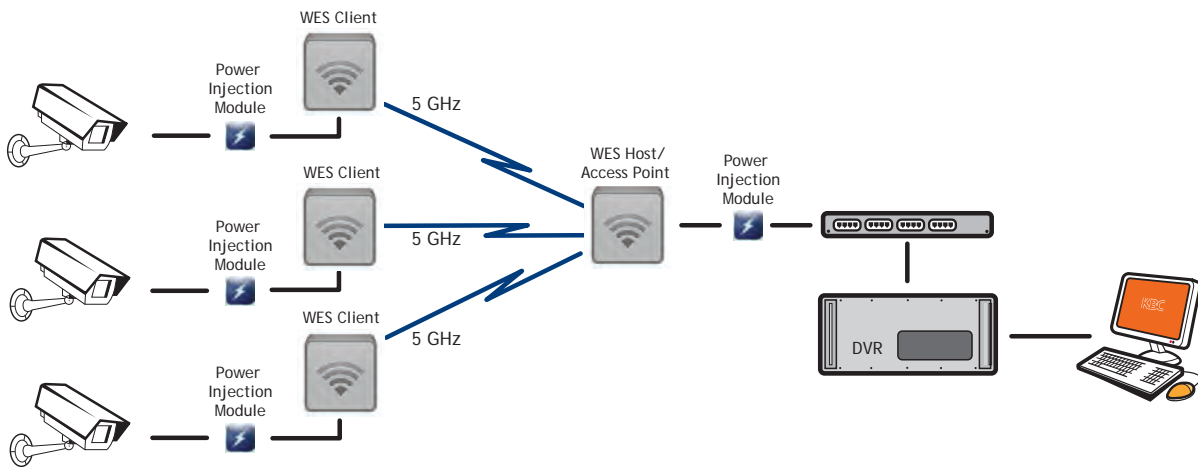 WES Client
Power
Injection
Module
5 GHz
WES Client
Power
Injection
Module
5 GHz
WES Client
Power
Injection
Module
5 GHz
WES Host/
Access Point
Power
Injection
Module
DVR
KBC